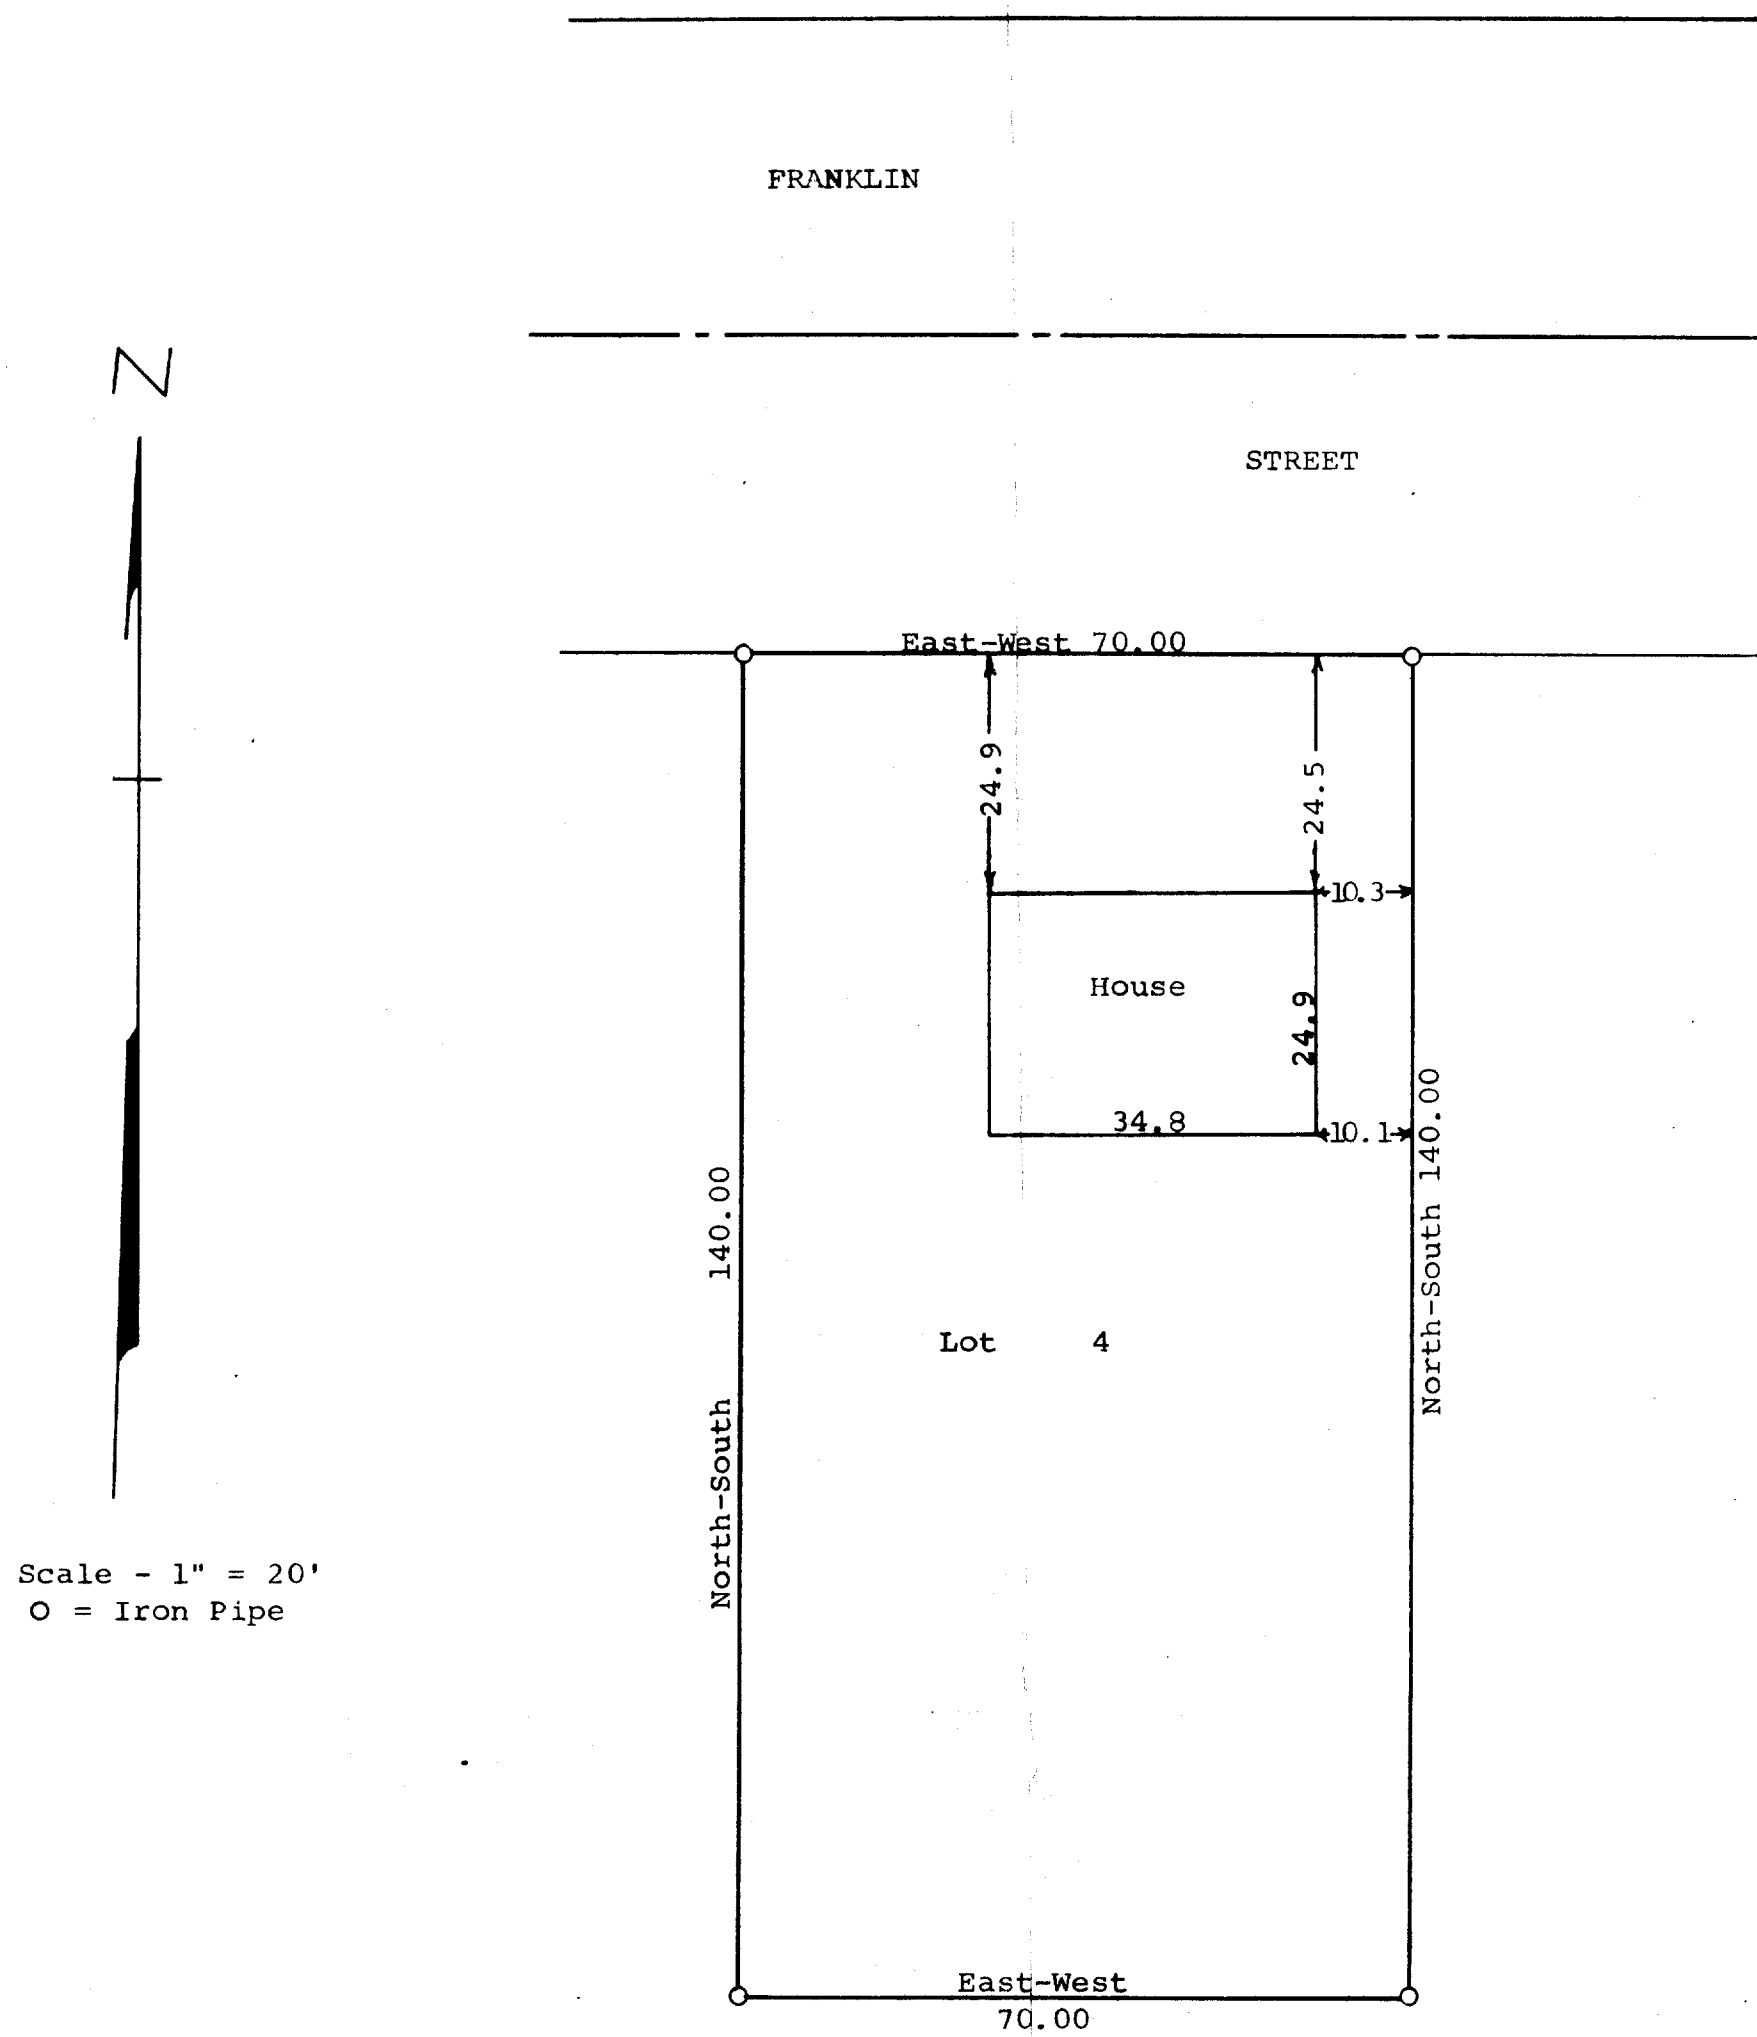 FRANKLIN
N
STREET
East-West 70.00
24.9
24.5
10.3
House
24.9
34.8
10.1
North-South 140.00
North-South 140.00
Lot 4
Scale - 1" = 20'
O = Iron Pipe
East-West
70.00